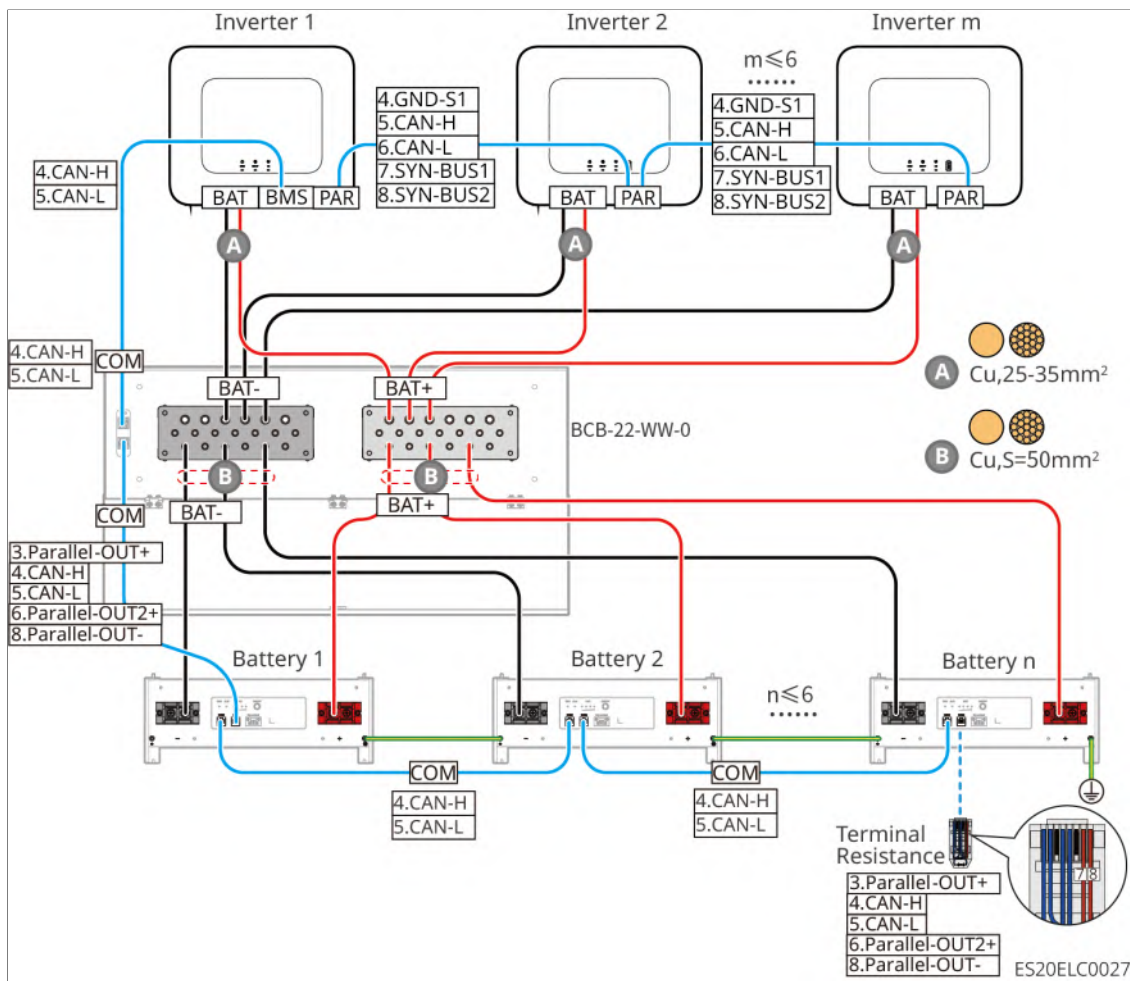 Inverter 1
Inverter 2
Inverter m
m≤6
......
4.GND-S1
5.CAN-H
6.CAN-L
7.SYN-BUS1
8.SYN-BUS2
4.GND-S1
5.CAN-H
6.CAN-L
7.SYN-BUS1
8.SYN-BUS2
4.CAN-H
5.CAN-L
BAT BMS PAR
BAT PAR
BAT PAR
A
A
A
4.CAN-H
5.CAN-L
COM
BAT-
BAT+
BCB-22-WW-0
A Cu,25-35mm²
B Cu,S=50mm²
B
B
COM
BAT-
BAT+
3.Parallel-OUT+
4.CAN-H
5.CAN-L
6.Parallel-OUT2+
8.Parallel-OUT-
Battery 1
Battery 2
Battery n
n≤6
......
- +
- +
- +
COM
4.CAN-H
5.CAN-L
COM
4.CAN-H
5.CAN-L
Terminal
Resistance
7 8
3.Parallel-OUT+
4.CAN-H
5.CAN-L
6.Parallel-OUT2+
8.Parallel-OUT-
ES20ELC0027